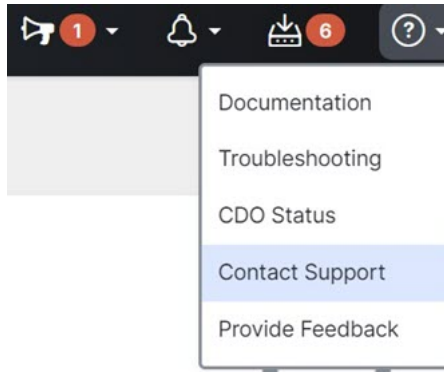 1
6
?
Documentation
Troubleshooting
CDO Status
Contact Support
Provide Feedback